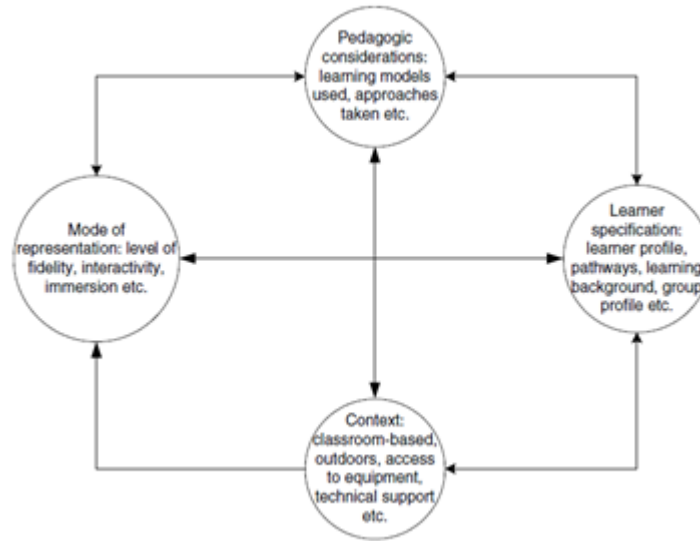 Pedagogic
considerations:
learning models
used, approaches
taken etc.
Mode of
representation: level of
fidelity, interactivity,
immersion etc.
Learner
specification:
learner profile,
pathways, learning
background, group
profile etc.
Context:
classroom-based,
outdoors, access
to equipment,
technical support
etc.